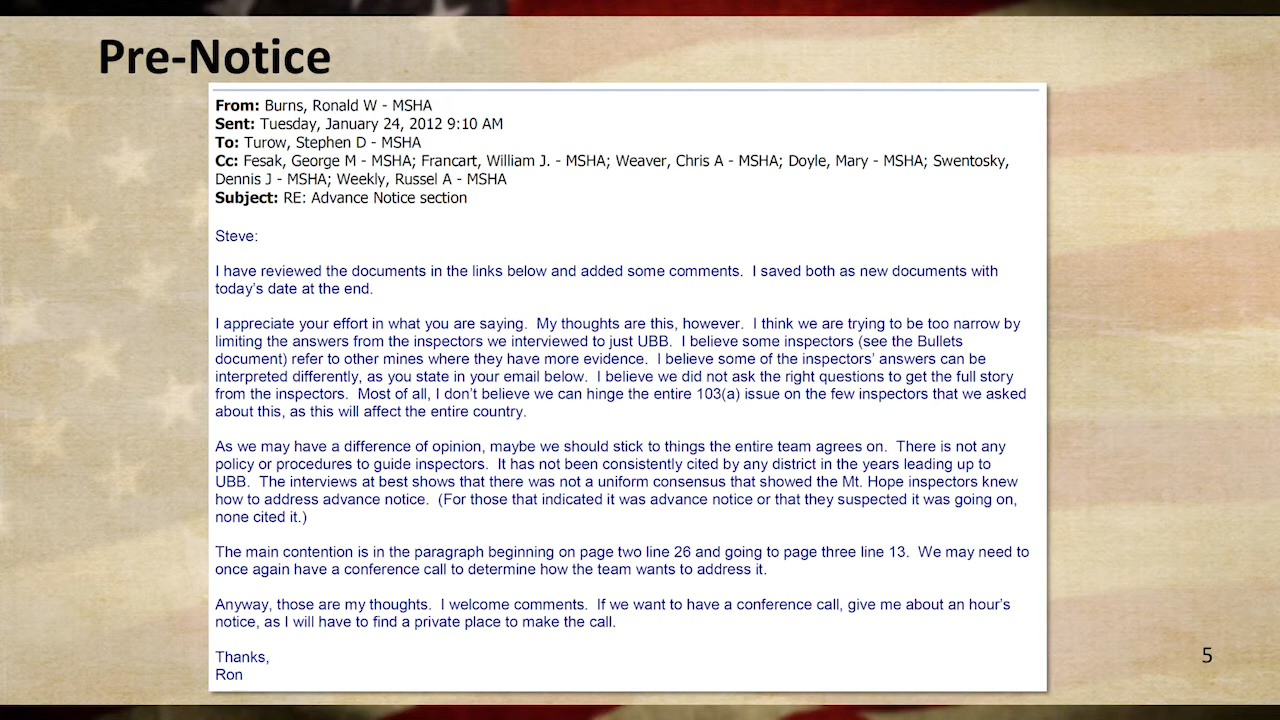 Pre-Notice
From: Burns, Ronald W - MSHA
Sent: Tuesday, January 24, 2012 9:10 AM
To: Turow, Stephen D - MSHA
Cc: Fesak, George M - MSHA; Francart, William J. - MSHA; Weaver, Chris A - MSHA; Doyle, Mary - MSHA; Swentosky,
Dennis J - MSHA; Weekly, Russel A - MSHA
Subject: RE: Advance Notice section
Steve:
I have reviewed the documents in the links below and added some comments.  I saved both as new documents with
today's date at the end.
I appreciate your effort in what you are saying.  My thoughts are this, however.  I think we are trying to be too narrow by
limiting the answers from the inspectors we interviewed to just UBB.  I believe some inspectors (see the Bullets
document) refer to other mines where they have more evidence.  I believe some of the inspectors' answers can be
interpreted differently, as you state in your email below.  I believe we did not ask the right questions to get the full story
from the inspectors.  Most of all, I don't believe we can hinge the entire 103(a) issue on the few inspectors that we asked
about this, as this will affect the entire country.
As we may have a difference of opinion, maybe we should stick to things the entire team agrees on.  There is not any
policy or procedures to guide inspectors.  It has not been consistently cited by any district in the years leading up to
UBB.  The interviews at best shows that there was not a uniform consensus that showed the Mt. Hope inspectors knew
how to address advance notice.  (For those that indicated it was advance notice or that they suspected it was going on,
none cited it.)
The main contention is in the paragraph beginning on page two line 26 and going to page three line 13.  We may need to
once again have a conference call to determine how the team wants to address it.
Anyway, those are my thoughts.  I welcome comments.  If we want to have a conference call, give me about an hour's
notice, as I will have to find a private place to make the call.
Thanks,
Ron
5